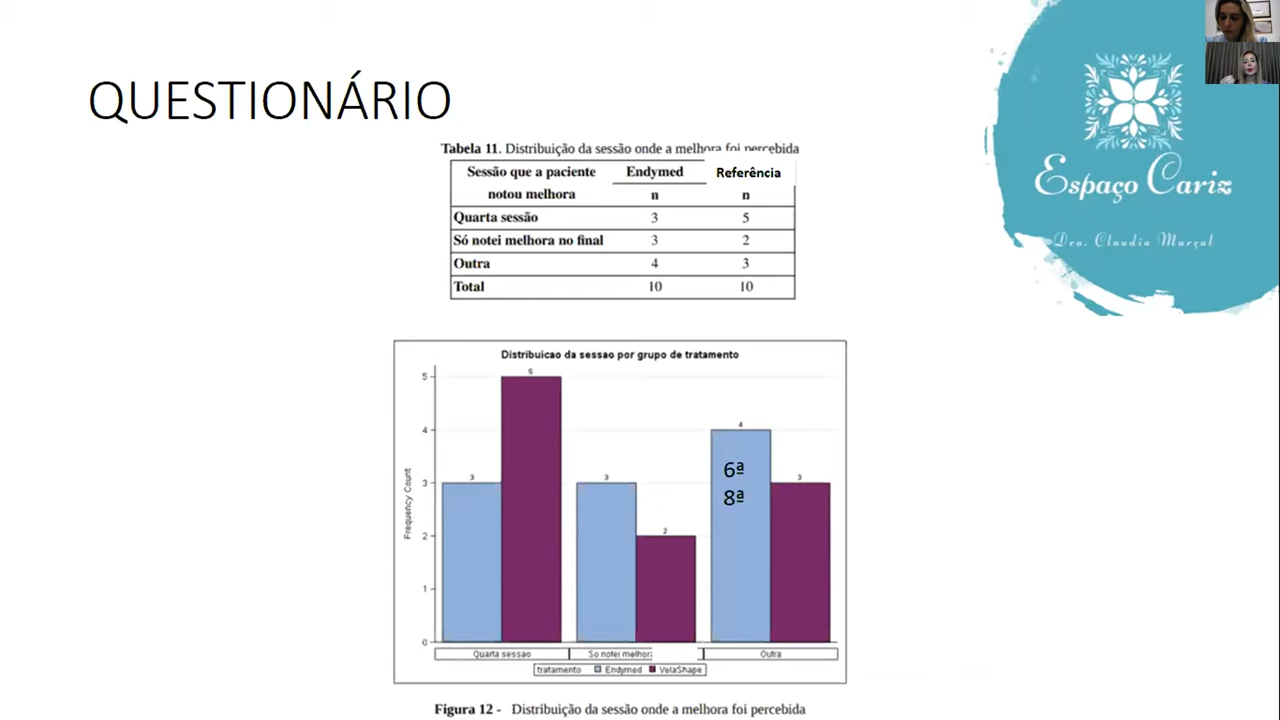 QUESTIONÁRIO
Espaço Cariz
Dra. Claudia Marçal
Tabela 11. Distribuição da sessão onde a melhora foi percebida
Sessão que a paciente notou melhora Endymed Referência
n n
Quarta sessão 3 5
Só notei melhora no final 3 2
Outra 4 3
Total 10 10
Distribuicao da sessao por grupo de tratamento
Frequency Count
5
4
3
2
1
0
3 5 3 2 4 3
6ª
8ª
Quarta sessao So notei melhor Outra
tratamento Endymed VelaShape
Figura 12 - Distribuição da sessão onde a melhora foi percebida